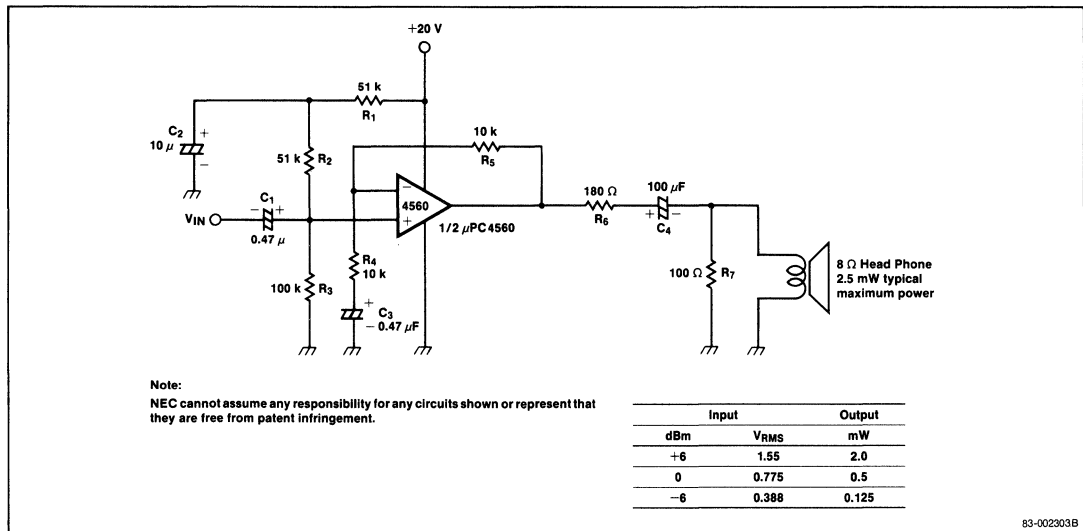 +20 V
51 k
R1
C2
10 μ
+
−
51 k
R2
10 k
R5
VIN
C1
− +
0.47 μ
−
4560
+
1/2 μPC4560
R4
10 k
100 k
R3
+
C3
− 0.47 μF
180 Ω
R6
100 μF
+ −
C4
100 Ω
R7
8 Ω Head Phone
2.5 mW typical
maximum power
Note:
NEC cannot assume any responsibility for any circuits shown or represent that
they are free from patent infringement.
Input Output
dBm VRMS mW
+6 1.55 2.0
0 0.775 0.5
−6 0.388 0.125
83-002303B